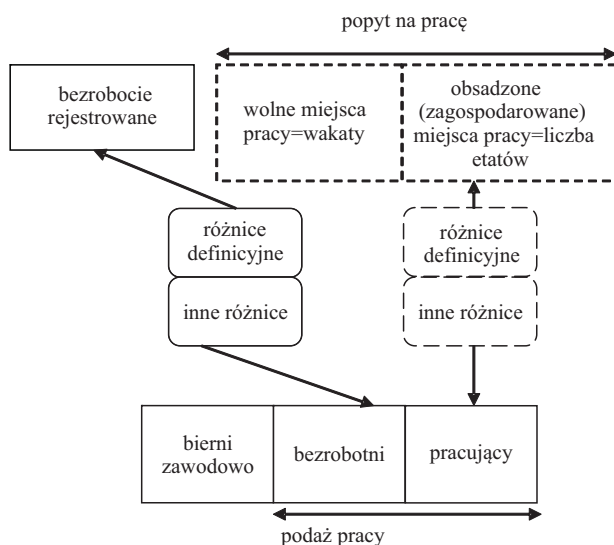 popyt na pracę
bezrobocie
rejestrowane
wolne miejsca
pracy=wakaty
obsadzone
(zagospodarowane)
miejsca pracy=liczba
etatów
różnice
definicyjne
inne różnice
różnice
definicyjne
inne różnice
bierni
zawodowo
bezrobotni
pracujący
podaż pracy